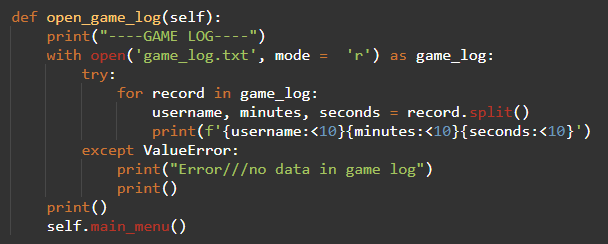 def open_game_log(self):
    print("----GAME LOG----")
    with open('game_log.txt', mode =  'r') as game_log:
        try:
            for record in game_log:
                username, minutes, seconds = record.split()
                print(f'{username:<10}{minutes:<10}{seconds:<10}')
        except ValueError:
            print("Error///no data in game log")
            print()
    print()
    self.main_menu()